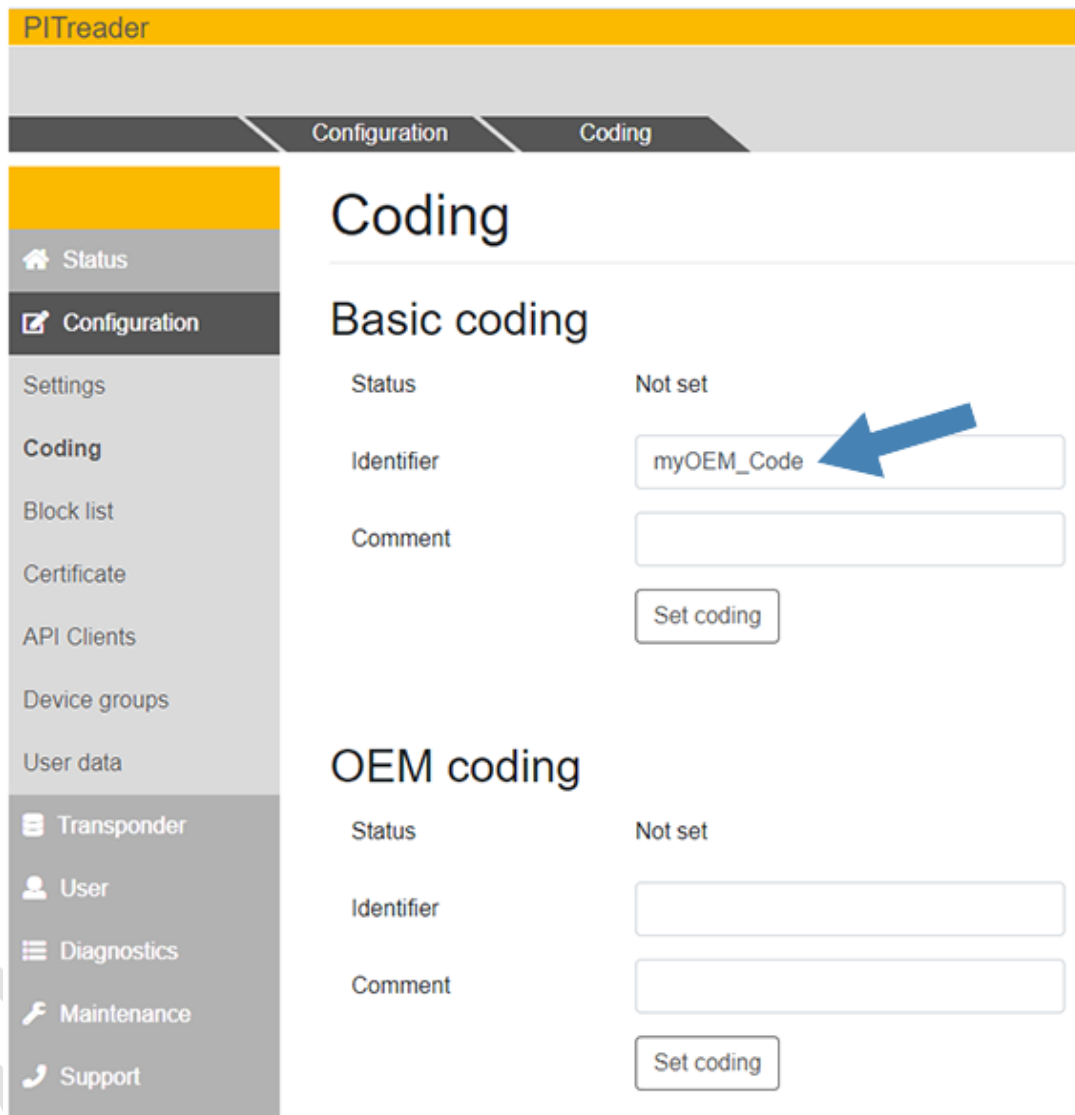 PITreader
Configuration Coding
Status
Configuration
Settings
Coding
Block list
Certificate
API Clients
Device groups
User data
Transponder
User
Diagnostics
Maintenance
Support
Coding
Basic coding
Status Not set
Identifier myOEM_Code
Comment
Set coding
OEM coding
Status Not set
Identifier
Comment
Set coding